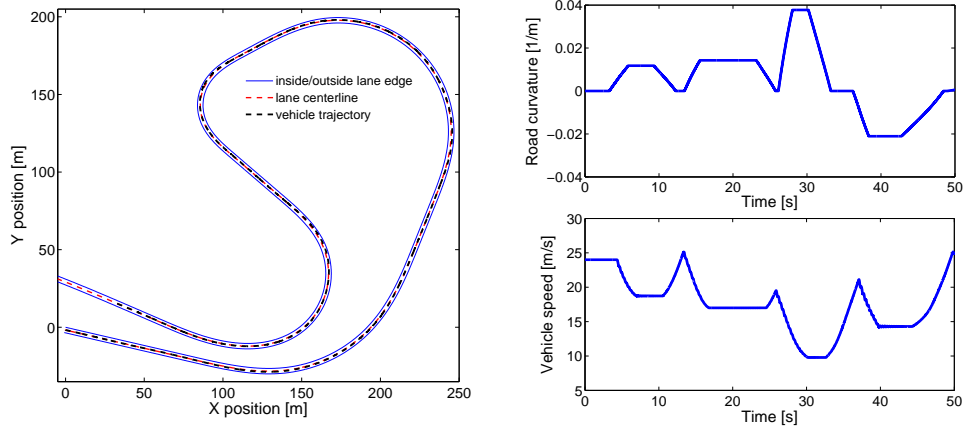 200
150
100
50
0
Y position [m]
0 50 100 150 200 250
X position [m]
inside/outside lane edge
lane centerline
vehicle trajectory
0.04
0.02
0
−0.02
−0.04
Road curvature [1/m]
0 10 20 30 40 50
Time [s]
30
25
20
15
10
5
Vehicle speed [m/s]
0 10 20 30 40 50
Time [s]